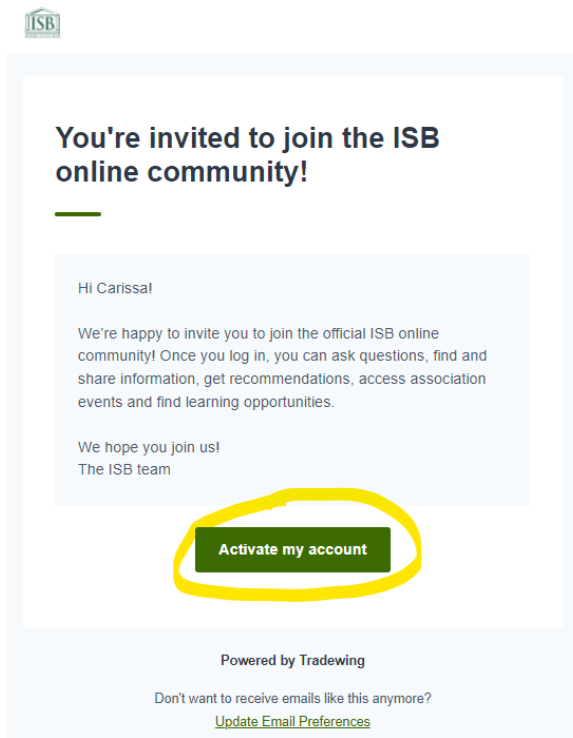 ISB
You're invited to join the ISB
online community!
Hi Carissa!
We're happy to invite you to join the official ISB online
community! Once you log in, you can ask questions, find and
share information, get recommendations, access association
events and find learning opportunities.
We hope you join us!
The ISB team
Activate my account
Powered by Tradewing
Don't want to receive emails like this anymore?
Update Email Preferences